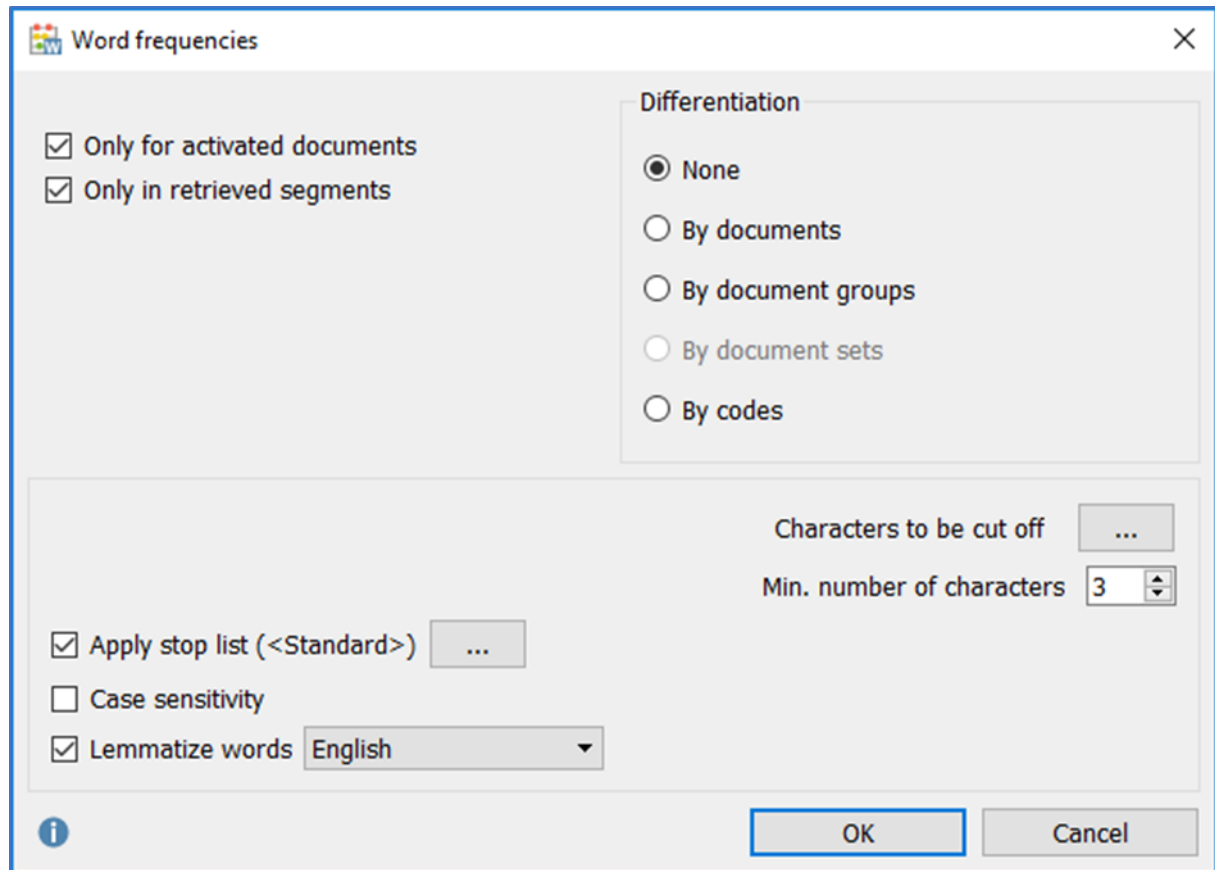 Word frequencies
Only for activated documents
Only in retrieved segments
Differentiation
None
By documents
By document groups
By document sets
By codes
Characters to be cut off ...
Min. number of characters 3
Apply stop list (<Standard>) ...
Case sensitivity
Lemmatize words English
OK Cancel